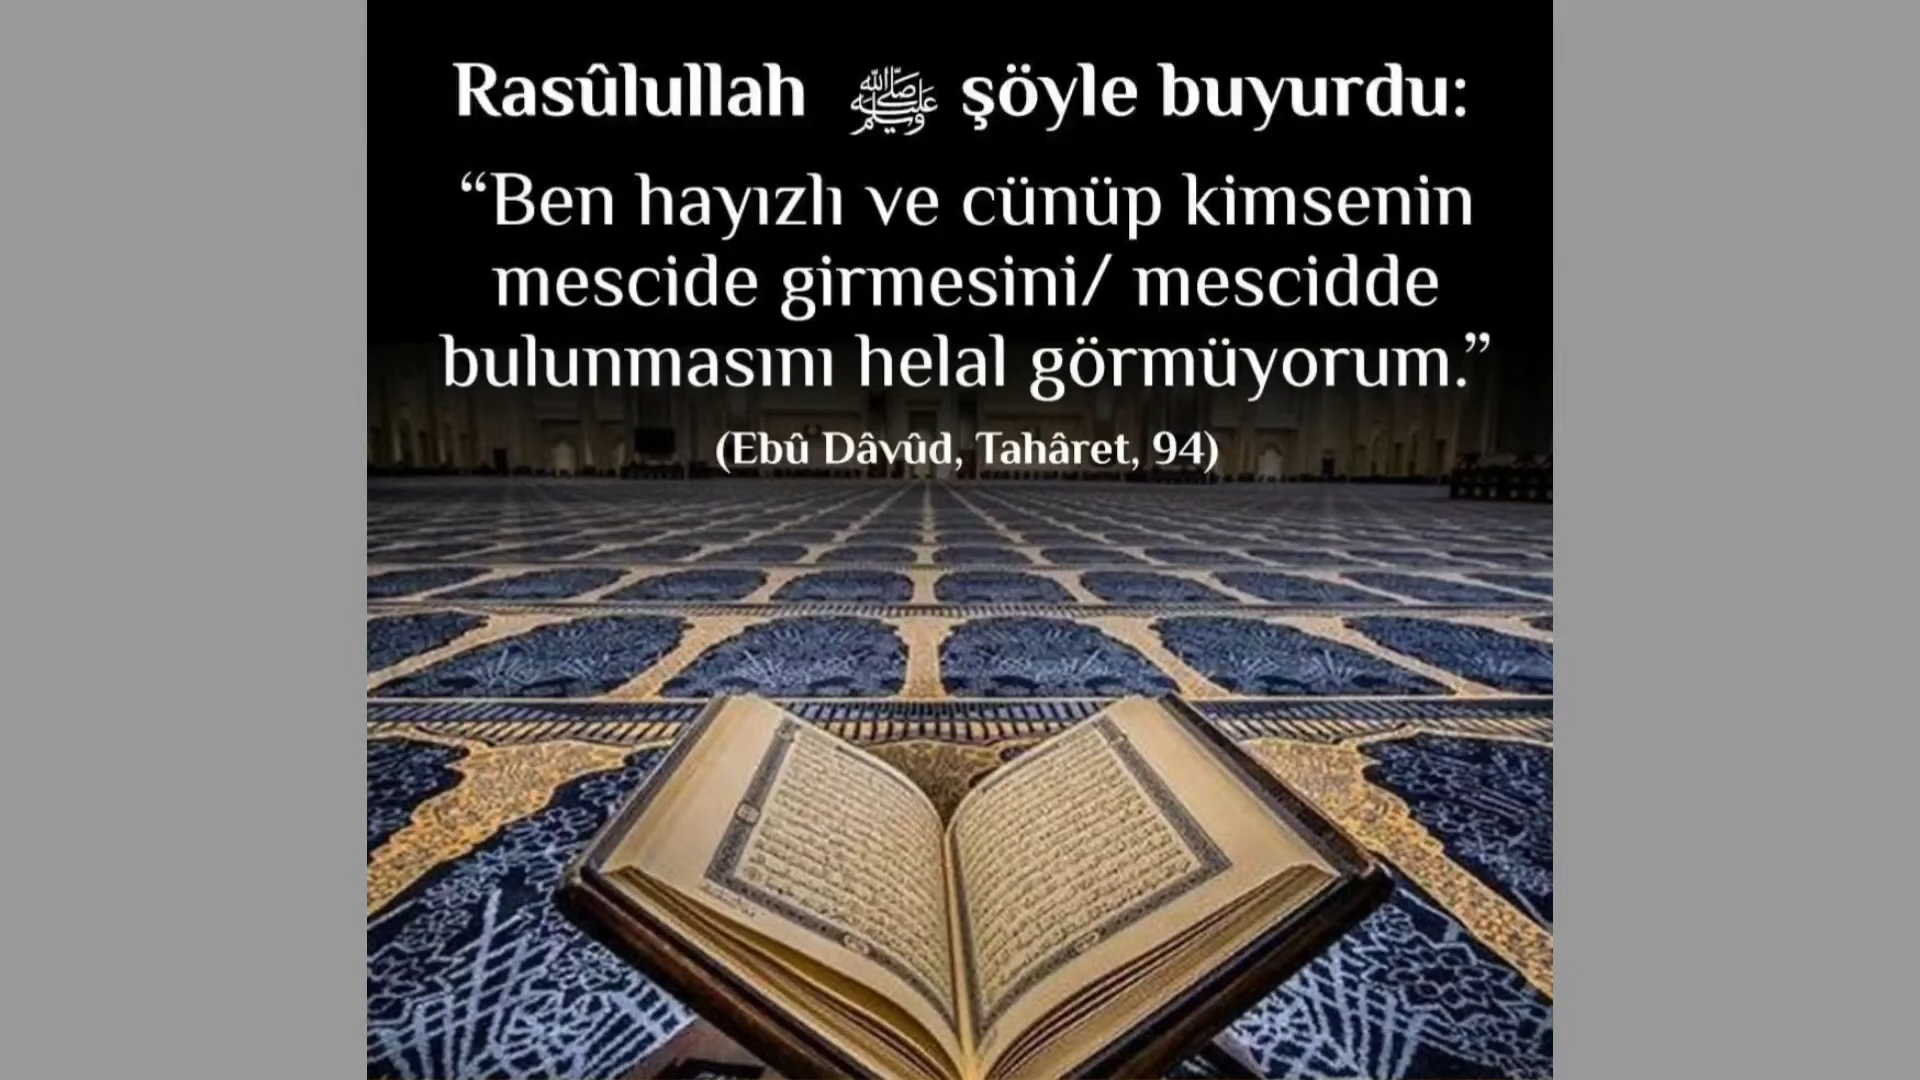 Rasûlullah ﷺ şöyle buyurdu:
“Ben hayızlı ve cünüp kimsenin
mescide girmesini/ mescidde
bulunmasını helal görmüyorum.”
(Ebû Dâvûd, Tahâret, 94)